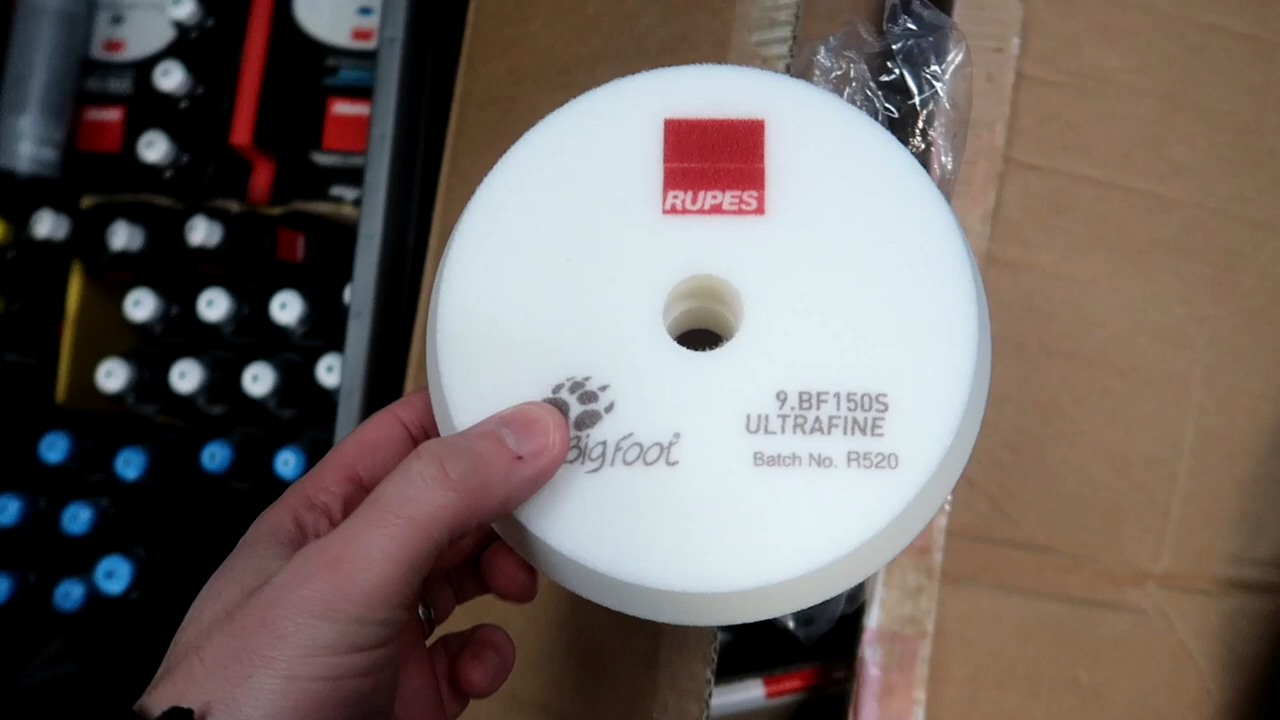 RUPES
BigFoot
9.BF150S
ULTRAFINE
Batch No. R520